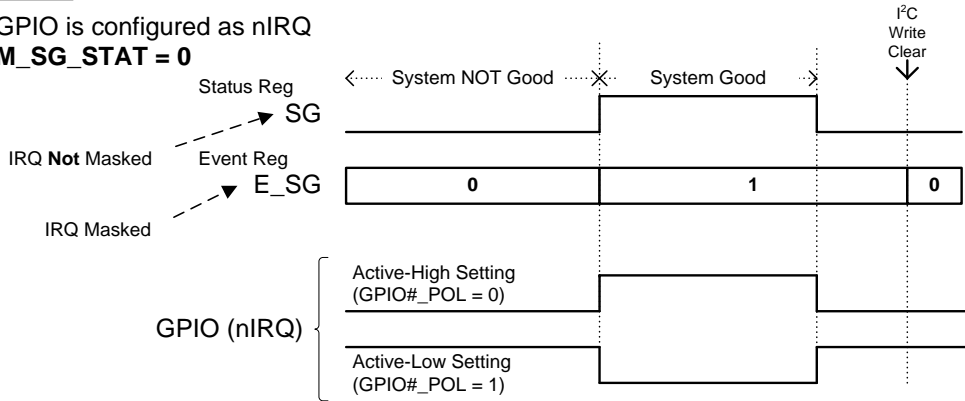 GPIO is configured as nIRQ
M_SG_STAT = 0
I²C
Write
Clear
System NOT Good
System Good
Status Reg
SG
IRQ Not Masked
Event Reg
E_SG
0
1
0
IRQ Masked
Active-High Setting
(GPIO#_POL = 0)
GPIO (nIRQ)
Active-Low Setting
(GPIO#_POL = 1)